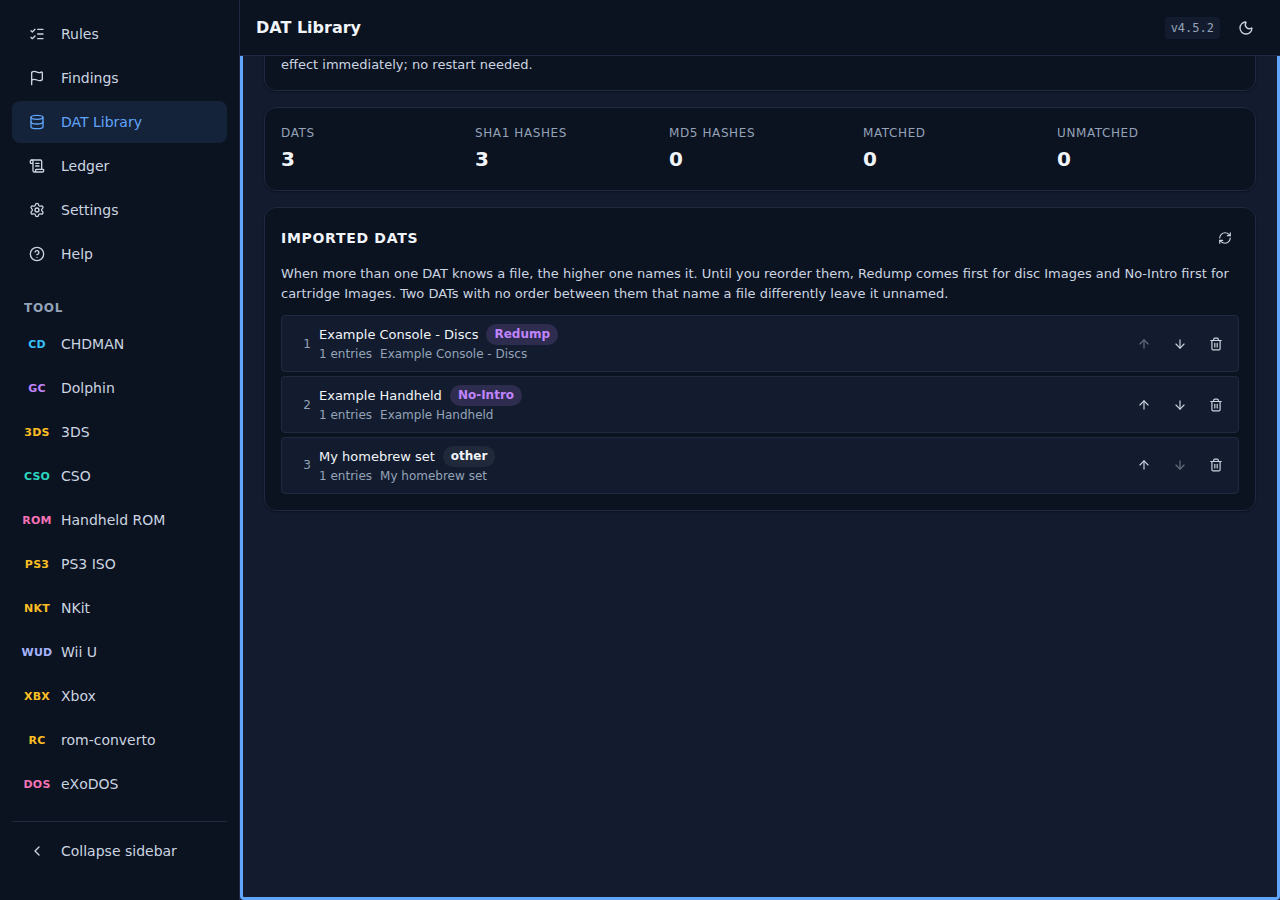 Rules
Findings
DAT Library
Ledger
Settings
Help
TOOL
CD CHDMAN
GC Dolphin
3DS 3DS
CSO CSO
ROM Handheld ROM
PS3 PS3 ISO
NKT NKit
WUD Wii U
XBX Xbox
RC rom-converto
DOS eXoDOS
Collapse sidebar
DAT Library
v4.5.2
effect immediately; no restart needed.
DATS SHA1 HASHES MD5 HASHES MATCHED UNMATCHED
3 3 0 0 0
IMPORTED DATS
When more than one DAT knows a file, the higher one names it. Until you reorder them, Redump comes first for disc Images and No-Intro first for
cartridge Images. Two DATs with no order between them that name a file differently leave it unnamed.
1 Example Console - Discs Redump
1 entries Example Console - Discs
2 Example Handheld No-Intro
1 entries Example Handheld
3 My homebrew set other
1 entries My homebrew set